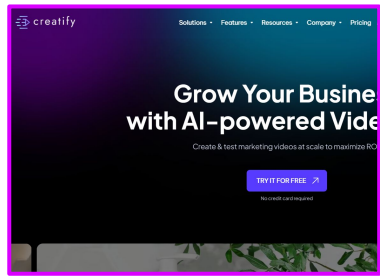 creatify
Solutions
Features
Resources
Company
Pricing
Grow Your Busine
with AI-powered Vide
Create & test marketing videos at scale to maximize RO
TRY IT FOR FREE
No credit card required